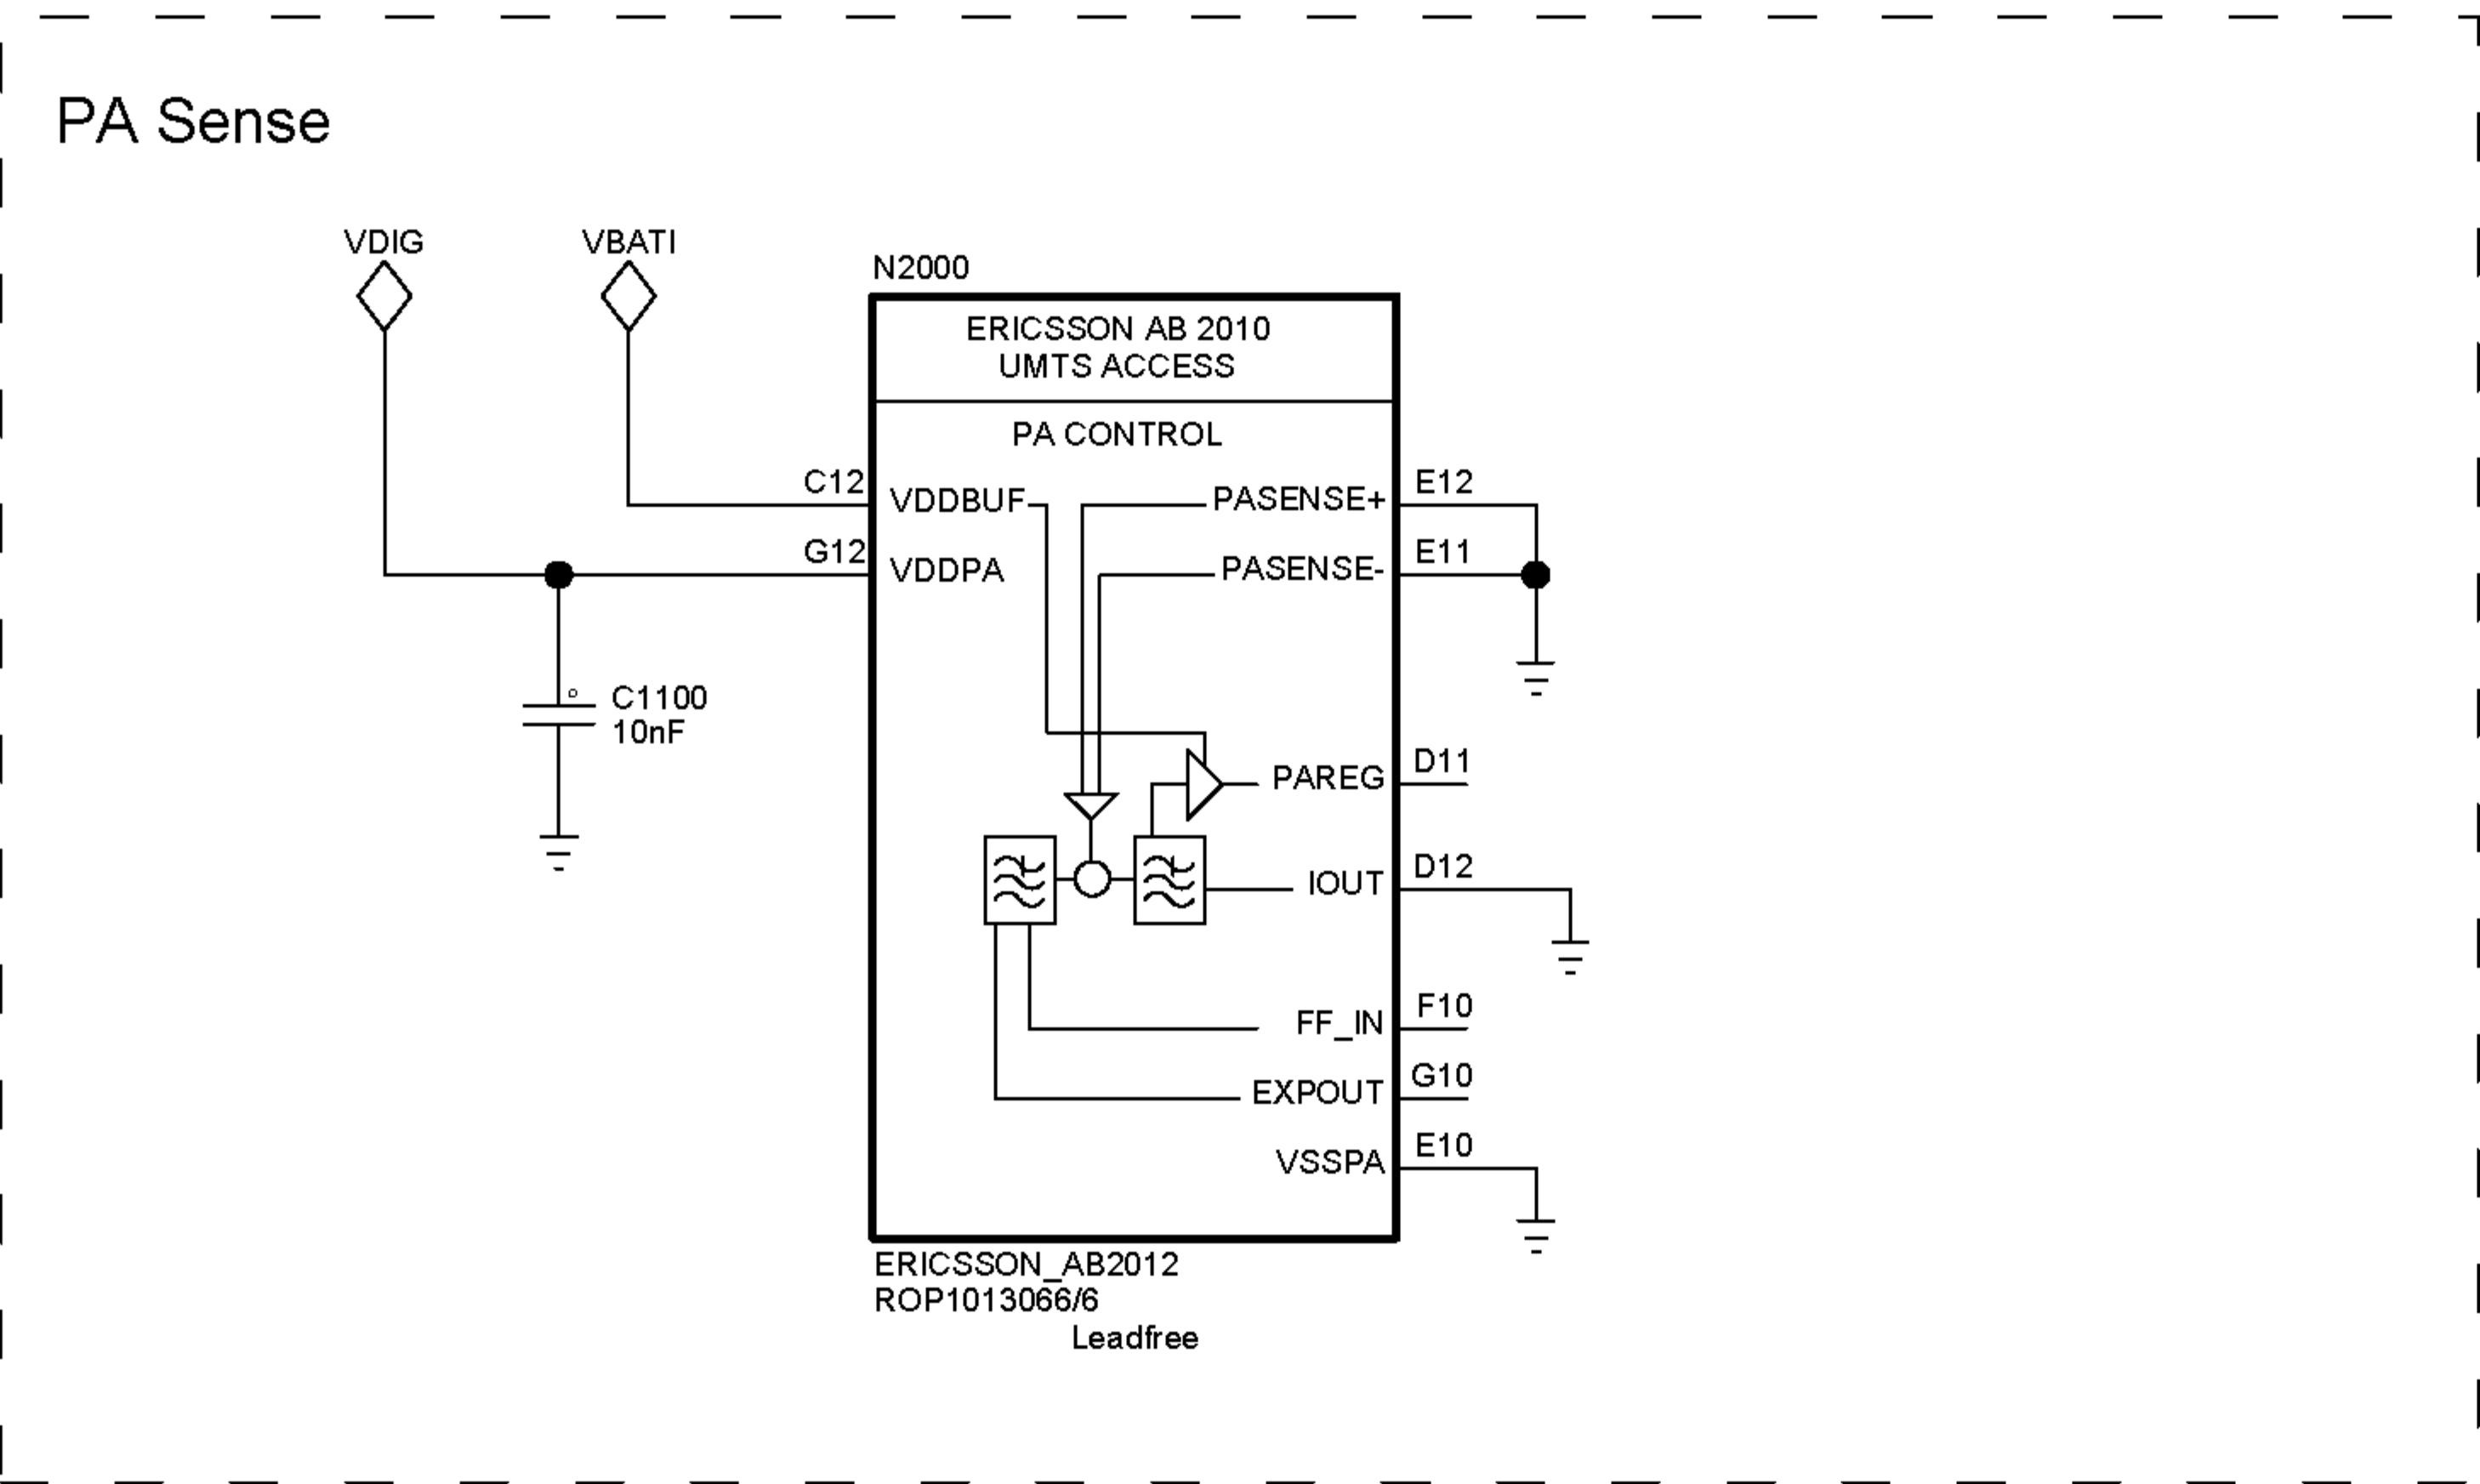 PA Sense
VDIG
VBATI
N2000
ERICSSON AB 2010
UMTS ACCESS
PA CONTROL
C12
VDDBUF
PASENSE+
E12
G12
VDDPA
PASENSE-
E11
C1100
10nF
PAREG
D11
IOUT
D12
FF_IN
F10
EXPOUT
G10
VSSPA
E10
ERICSSON_AB2012
ROP1013066/6
Leadfree